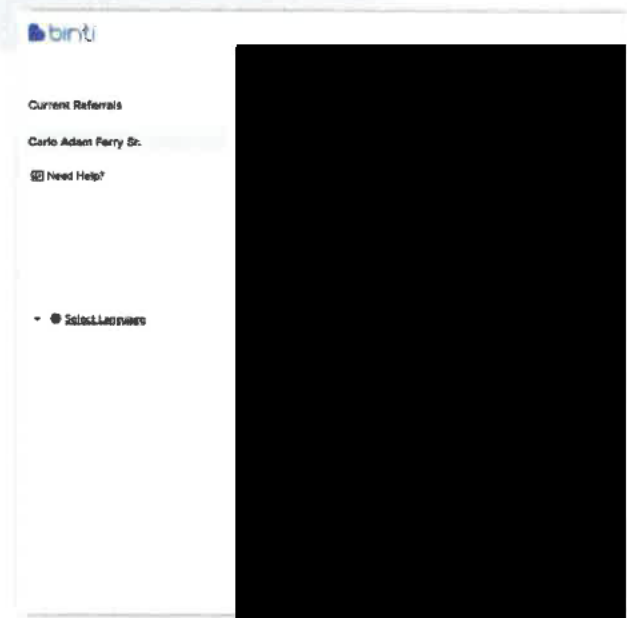 binti
Current Referrals
Carlo Adam Ferry Sr.
Need Help?
Select Language